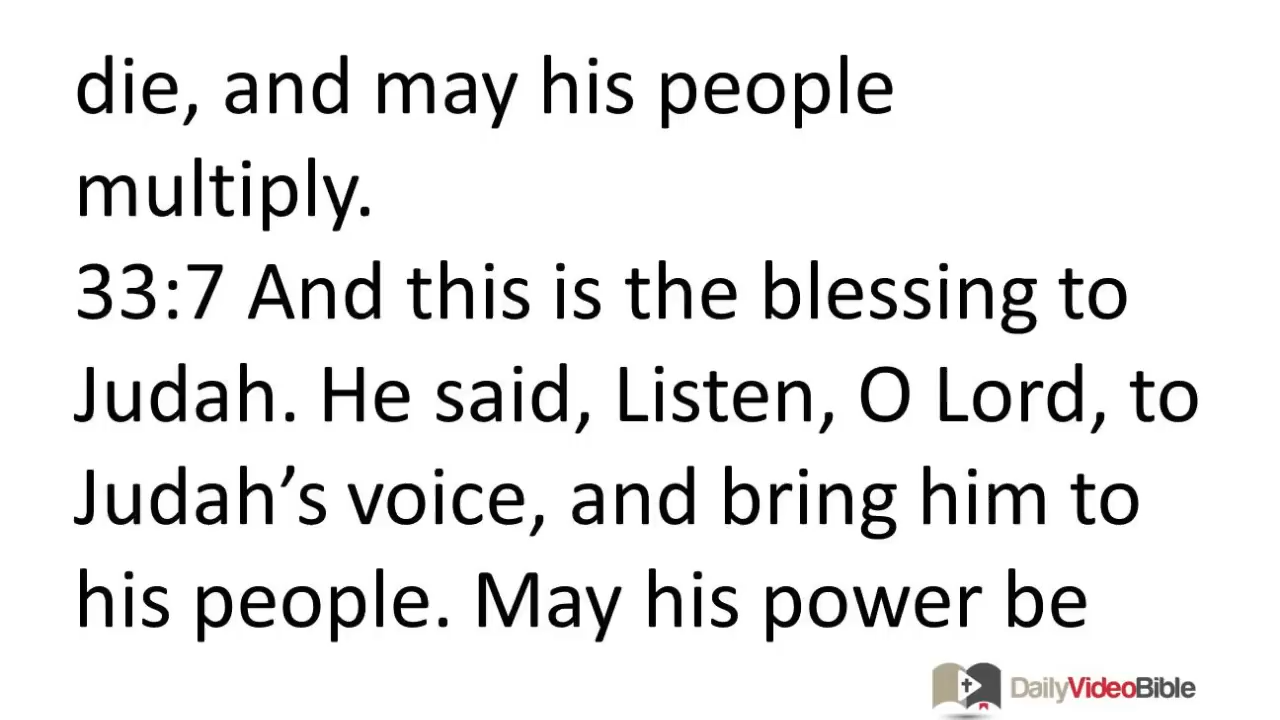 die, and may his people
multiply.
33:7 And this is the blessing to
Judah. He said, Listen, O Lord, to
Judah’s voice, and bring him to
his people. May his power be
DailyVideoBible